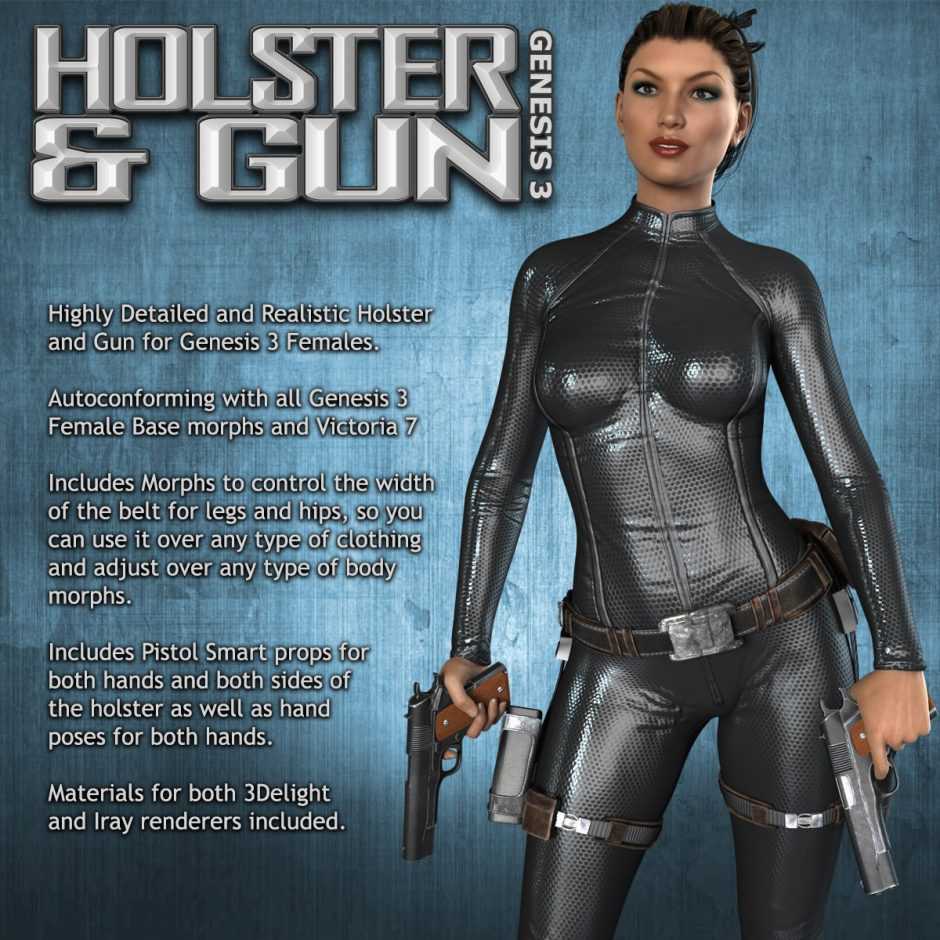 HOLSTER
& GUN
GENESIS 3
Highly Detailed and Realistic Holster
and Gun for Genesis 3 Females.
Autoconforming with all Genesis 3
Female Base morphs and Victoria 7
Includes Morphs to control the width
of the belt for legs and hips, so you
can use it over any type of clothing
and adjust over any type of body
morphs.
Includes Pistol Smart props for
both hands and both sides of
the holster as well as hand
poses for both hands.
Materials for both 3Delight
and Iray renderers included.